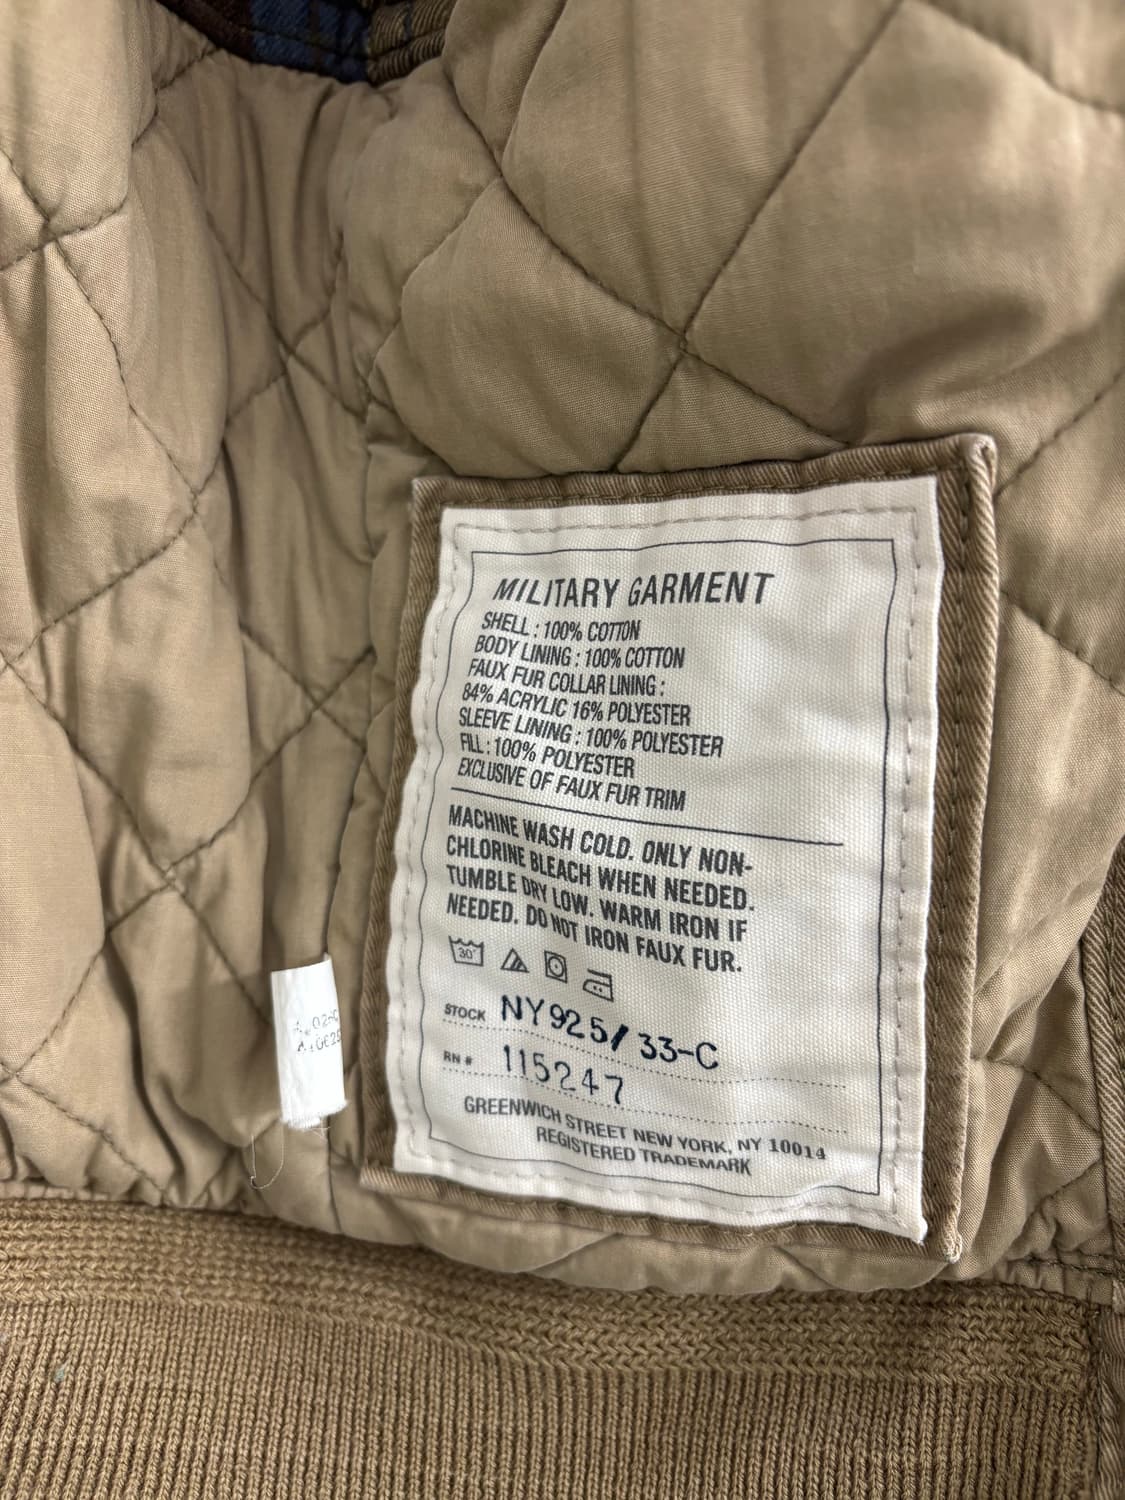 MILITARY GARMENT
SHELL : 100% COTTON
BODY LINING : 100% COTTON
FAUX FUR COLLAR LINING :
84% ACRYLIC 16% POLYESTER
SLEEVE LINING : 100% POLYESTER
FILL : 100% POLYESTER
EXCLUSIVE OF FAUX FUR TRIM
MACHINE WASH COLD. ONLY NON-
CHLORINE BLEACH WHEN NEEDED.
TUMBLE DRY LOW. WARM IRON IF
NEEDED. DO NOT IRON FAUX FUR.
30°
STOCK NY925/33-C
RN # 115247
GREENWICH STREET NEW YORK, NY 10014
REGISTERED TRADEMARK